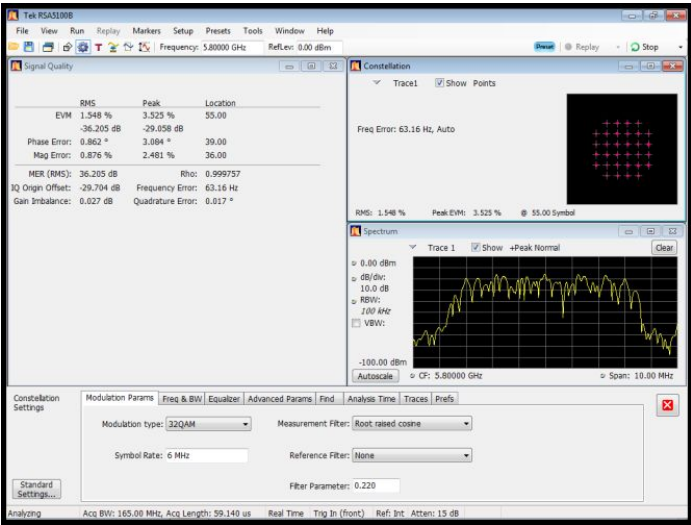 Tek RSA5100B
File View Run Replay Markers Setup Presets Tools Window Help
T Frequency: 5.80000 GHz RefLev: 0.00 dBm Preset Replay Stop
Signal Quality
RMS Peak Location
EVM 1.548 % 3.525 % 55.00
-36.205 dB -29.058 dB
Phase Error: 0.862 ° 3.084 ° 39.00
Mag Error: 0.876 % 2.481 % 36.00
MER (RMS): 36.205 dB Rho: 0.999757
IQ Origin Offset: -29.704 dB Frequency Error: 63.16 Hz
Gain Imbalance: 0.027 dB Quadrature Error: 0.017 °
Constellation
Trace1 Show Points
Freq Error: 63.16 Hz, Auto
RMS: 1.548 % Peak EVM: 3.525 % @ 55.00 Symbol
Spectrum
Trace 1 Show +Peak Normal Clear
0.00 dBm
dB/div:
10.0 dB
RBW:
100 kHz
VBW:
-100.00 dBm
Autoscale CF: 5.80000 GHz Span: 10.00 MHz
Constellation
Settings
Modulation Params Freq & BW Equalizer Advanced Params Find Analysis Time Traces Prefs
Modulation type: 32QAM Measurement Filter: Root raised cosine
Symbol Rate: 6 MHz Reference Filter: None
Filter Parameter: 0.220
Standard
Settings...
Analyzing Acq BW: 165.00 MHz, Acq Length: 59.140 us Real Time Trig In (front) Ref: Int Atten: 15 dB